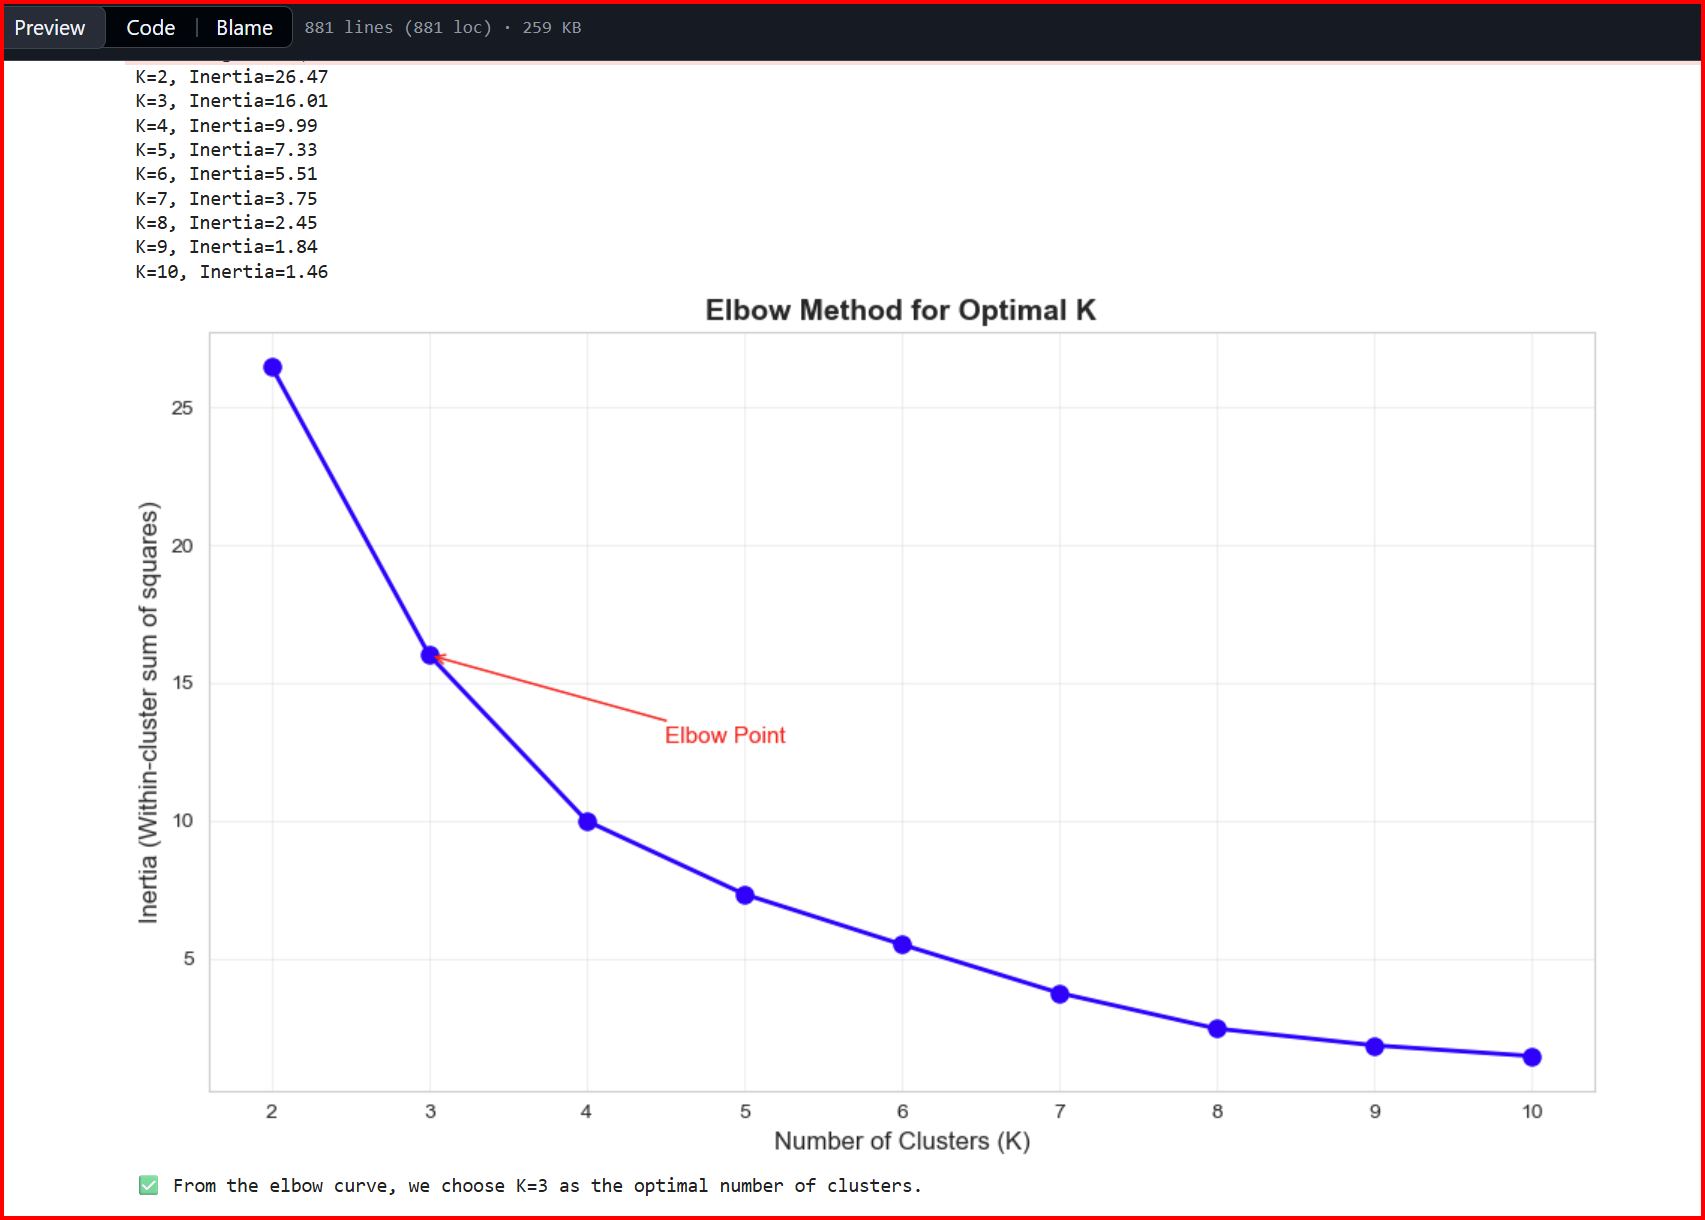 Preview Code Blame 881 lines (881 loc) · 259 KB
K=2, Inertia=26.47
K=3, Inertia=16.01
K=4, Inertia=9.99
K=5, Inertia=7.33
K=6, Inertia=5.51
K=7, Inertia=3.75
K=8, Inertia=2.45
K=9, Inertia=1.84
K=10, Inertia=1.46
Elbow Method for Optimal K
25
20
15
10
5
Inertia (Within-cluster sum of squares)
Elbow Point
2 3 4 5 6 7 8 9 10
Number of Clusters (K)
✅ From the elbow curve, we choose K=3 as the optimal number of clusters.